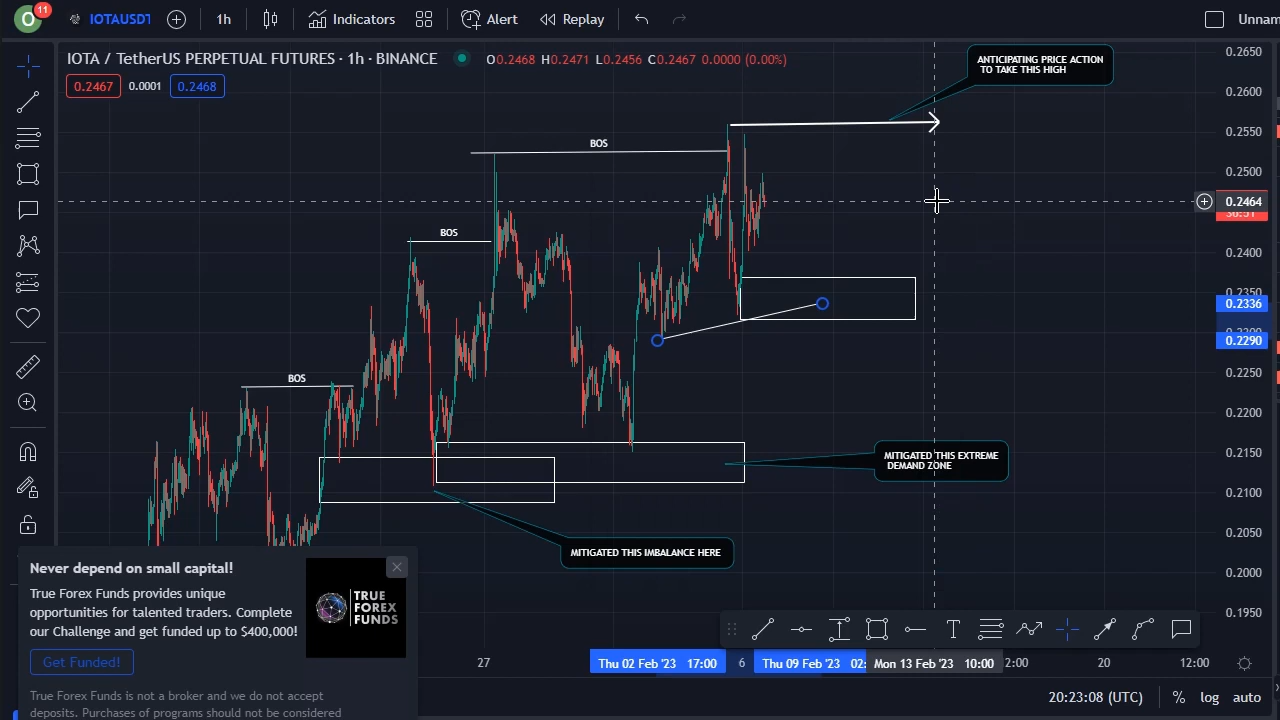 O
11
IOTAUSDT
1h
Indicators
Alert
Replay
Unnam
IOTA / TetherUS PERPETUAL FUTURES · 1h · BINANCE
O0.2468 H0.2471 L0.2456 C0.2467 0.0000 (0.00%)
0.2467
0.0001
0.2468
ANTICIPATING PRICE ACTION
TO TAKE THIS HIGH
BOS
BOS
BOS
MITIGATED THIS EXTREME
DEMAND ZONE
MITIGATED THIS IMBALANCE HERE
0.2650
0.2600
0.2550
0.2500
0.2464
36:51
0.2400
0.2350
0.2336
0.2290
0.2250
0.2200
0.2150
0.2100
0.2050
0.2000
0.1950
Never depend on small capital!
True Forex Funds provides unique
opportunities for talented traders. Complete
our Challenge and get funded up to $400,000!
Get Funded!
True Forex Funds is not a broker and we do not accept
deposits. Purchases of programs should not be considered
TRUE
FOREX
FUNDS
27
Thu 02 Feb '23 17:00
6
Thu 09 Feb '23 02:
Mon 13 Feb '23 10:00
2:00
20
12:00
20:23:08 (UTC)
%
log
auto